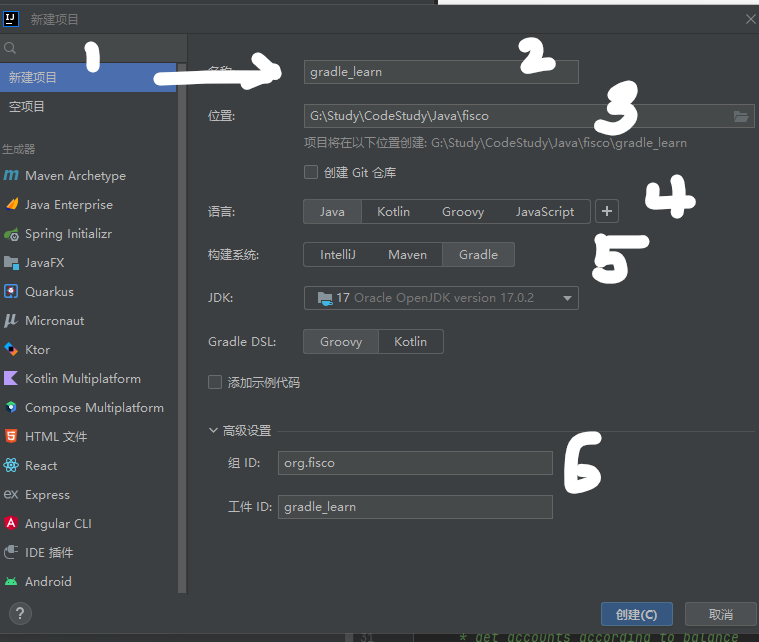 新建项目
1
新建项目
空项目
生成器
Maven Archetype
Java Enterprise
Spring Initializr
JavaFX
Quarkus
Micronaut
Ktor
Kotlin Multiplatform
Compose Multiplatform
HTML 文件
React
Express
Angular CLI
IDE 插件
Android
gradle_learn 2
位置: G:\Study\CodeStudy\Java\fisco 3
项目将在以下位置创建: G:\Study\CodeStudy\Java\fisco\gradle_learn
创建 Git 仓库
语言: Java Kotlin Groovy JavaScript + 4
构建系统: IntelliJ Maven Gradle 5
JDK: 17 Oracle OpenJDK version 17.0.2
Gradle DSL: Groovy Kotlin
添加示例代码
高级设置
组 ID: org.fisco 6
工件 ID: gradle_learn
? 创建(C) 取消
31 * get accounts according to balance